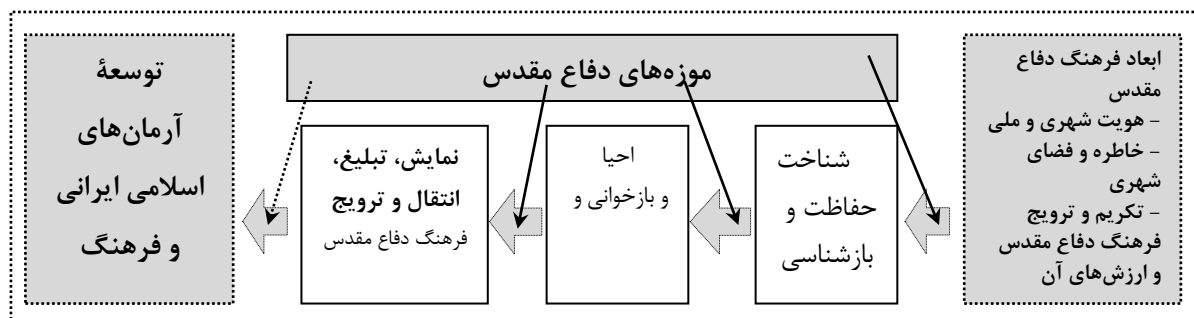 موزه‌های دفاع مقدس
ابعاد فرهنگ دفاع
مقدس
- هویت شهری و ملی
- خاطره و فضای
شهری
- تکریم و ترویج
فرهنگ دفاع مقدس
و ارزش‌های آن
شناخت
حفاظت و
بازشناسی
احیا
و بازخوانی و
نمایش، تبلیغ،
انتقال و ترویج
فرهنگ دفاع مقدس
توسعۀ
آرمان‌های
اسلامی ایرانی
و فرهنگ